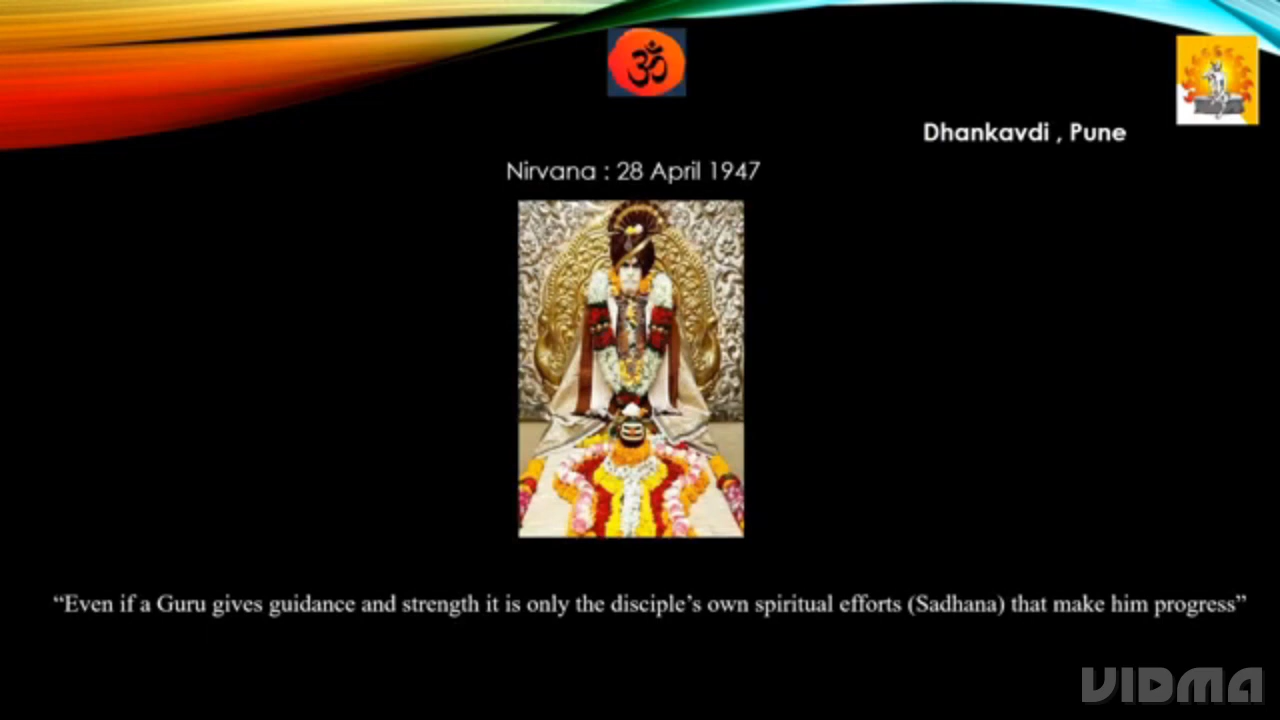 ॐ
Dhankavdi , Pune
Nirvana : 28 April 1947
“Even if a Guru gives guidance and strength it is only the disciple’s own spiritual efforts (Sadhana) that make him progress”
VIDMA